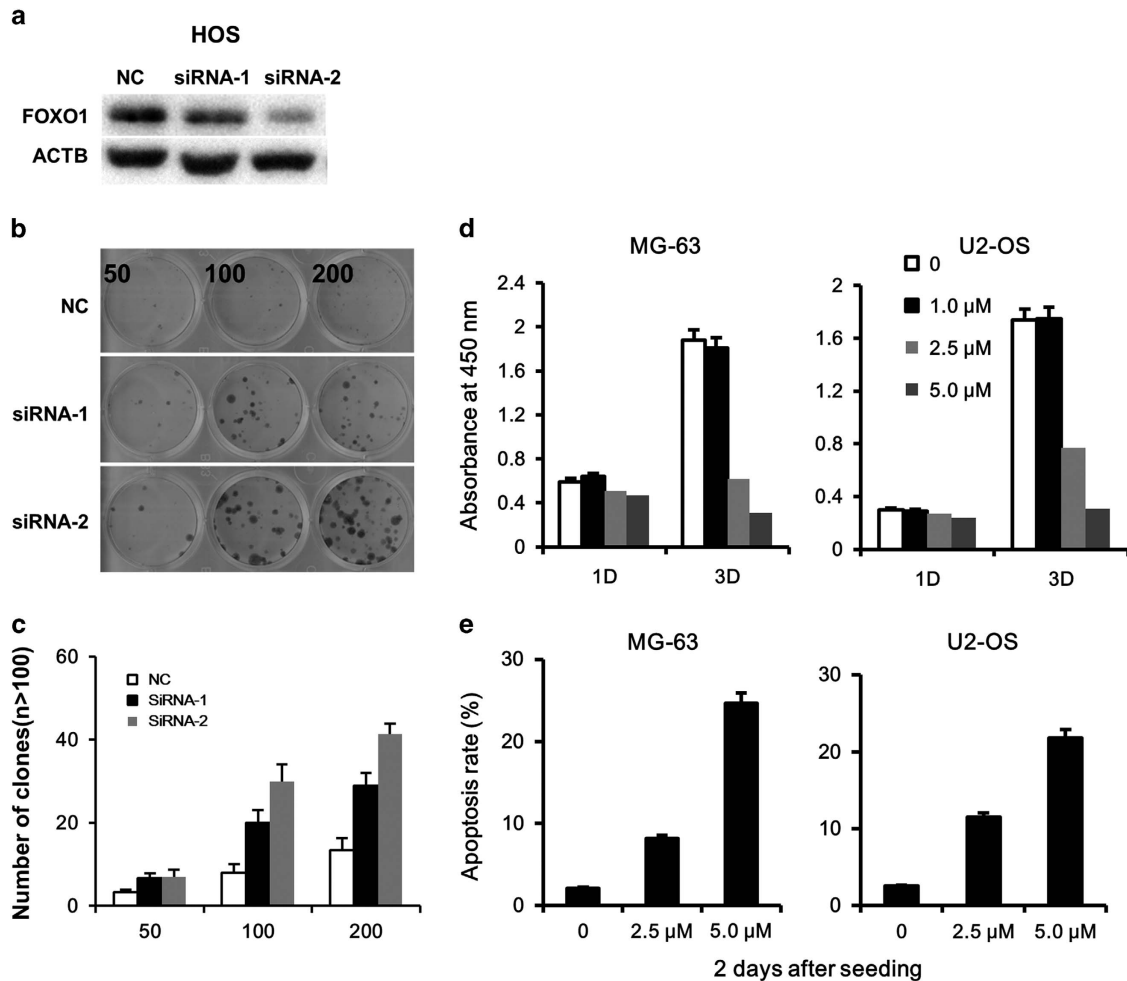 a
HOS
NC siRNA-1 siRNA-2
FOXO1
ACTB
b
50 100 200
NC
siRNA-1
siRNA-2
c
Number of clones(n>100)
60
40
20
0
NC
SiRNA-1
SiRNA-2
50 100 200
d
MG-63
Absorbance at 450 nm
2.4
2
1.6
1.2
0.8
0.4
0
1D 3D
U2-OS
0
1.0 µM
2.5 µM
5.0 µM
2
1.6
1.2
0.8
0.4
0
1D 3D
e
MG-63
Apoptosis rate (%)
30
20
10
0
0 2.5 µM 5.0 µM
U2-OS
30
20
10
0
0 2.5 µM 5.0 µM
2 days after seeding